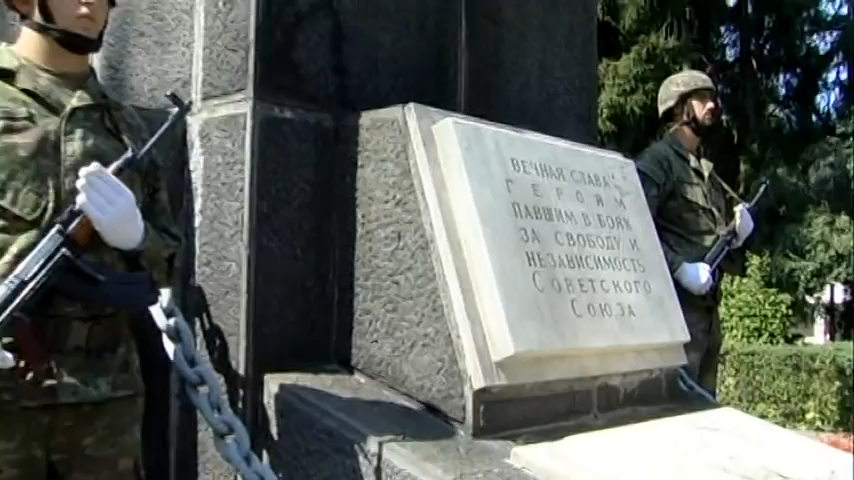 ВЕЧНАЯ СЛАВА
ГЕРОЯМ
ПАВШИМ В БОЯХ
ЗА СВОБОДУ И
НЕЗАВИСИМОСТЬ
СОВЕТСКОГО
СОЮЗА